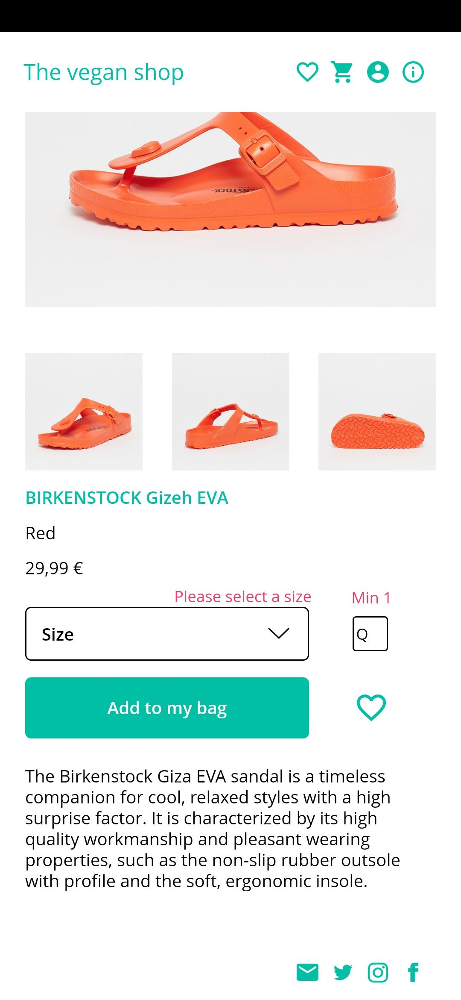 The vegan shop
BIRKENSTOCK Gizeh EVA
Red
29,99 €
Please select a size
Min 1
Size
Q
Add to my bag
The Birkenstock Giza EVA sandal is a timeless
companion for cool, relaxed styles with a high
surprise factor. It is characterized by its high
quality workmanship and pleasant wearing
properties, such as the non-slip rubber outsole
with profile and the soft, ergonomic insole.